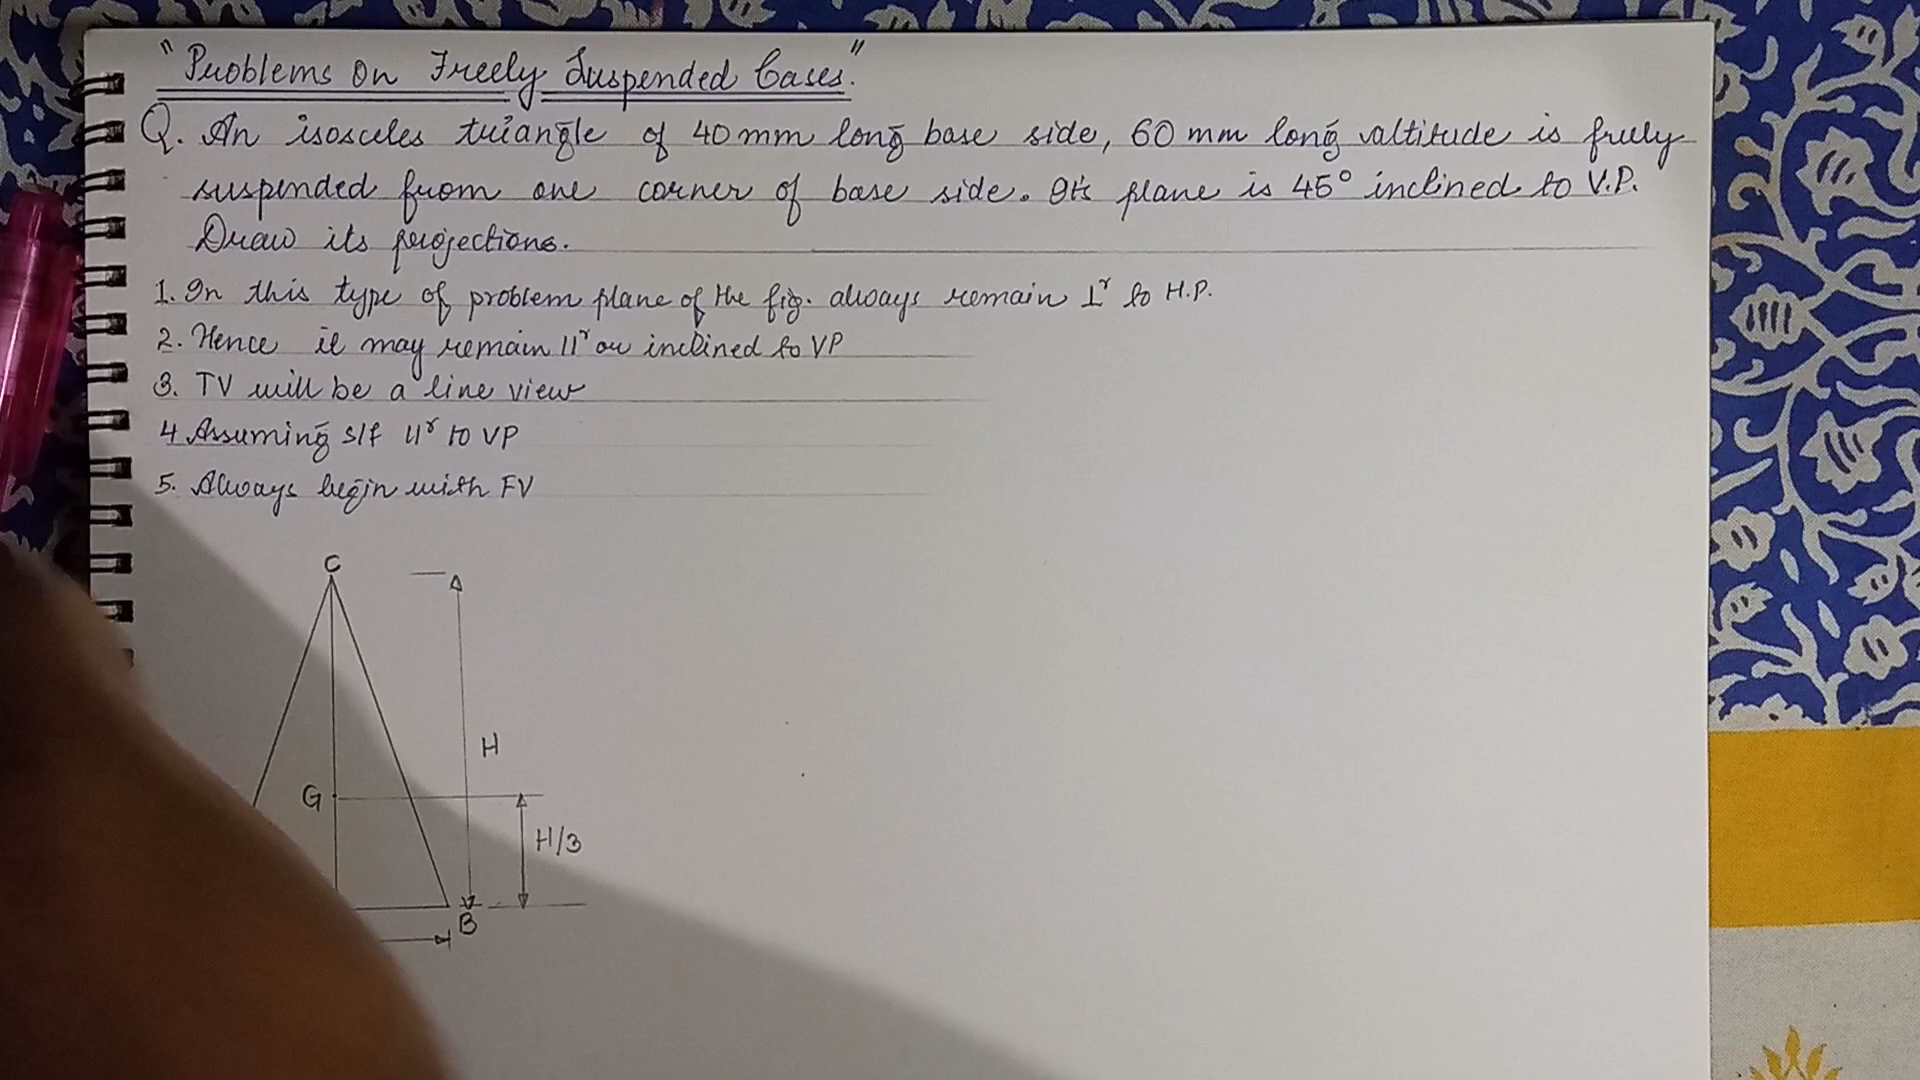 "Problems on Freely Suspended Cases."
Q. An isosceles triangle of 40 mm long base side, 60 mm long altitude is freely
suspended from one corner of base side. It's plane is 45° inclined to V.P.
Draw its projections.
1. In this type of problem plane of the fig. always remain ⊥r to H.P.
2. Hence it may remain 11r or inclined to VP
3. TV will be a line view
4 Assuming s/f 11r to VP
5. Always begin with FV
C
H
G
H/3
B